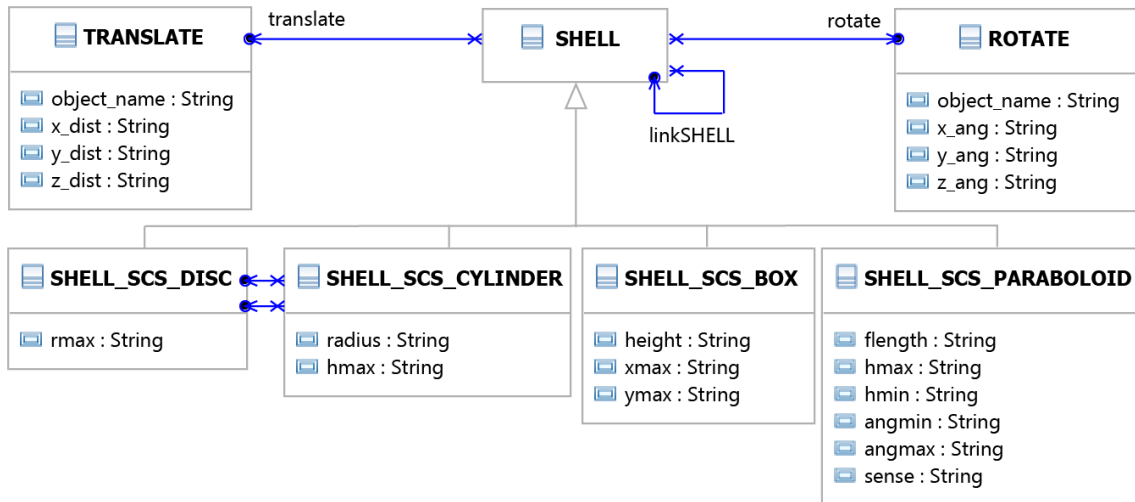 translate
rotate
TRANSLATE
object_name : String
x_dist : String
y_dist : String
z_dist : String
SHELL
linkSHELL
ROTATE
object_name : String
x_ang : String
y_ang : String
z_ang : String
SHELL_SCS_DISC
rmax : String
SHELL_SCS_CYLINDER
radius : String
hmax : String
SHELL_SCS_BOX
height : String
xmax : String
ymax : String
SHELL_SCS_PARABOLOID
flength : String
hmax : String
hmin : String
angmin : String
angmax : String
sense : String